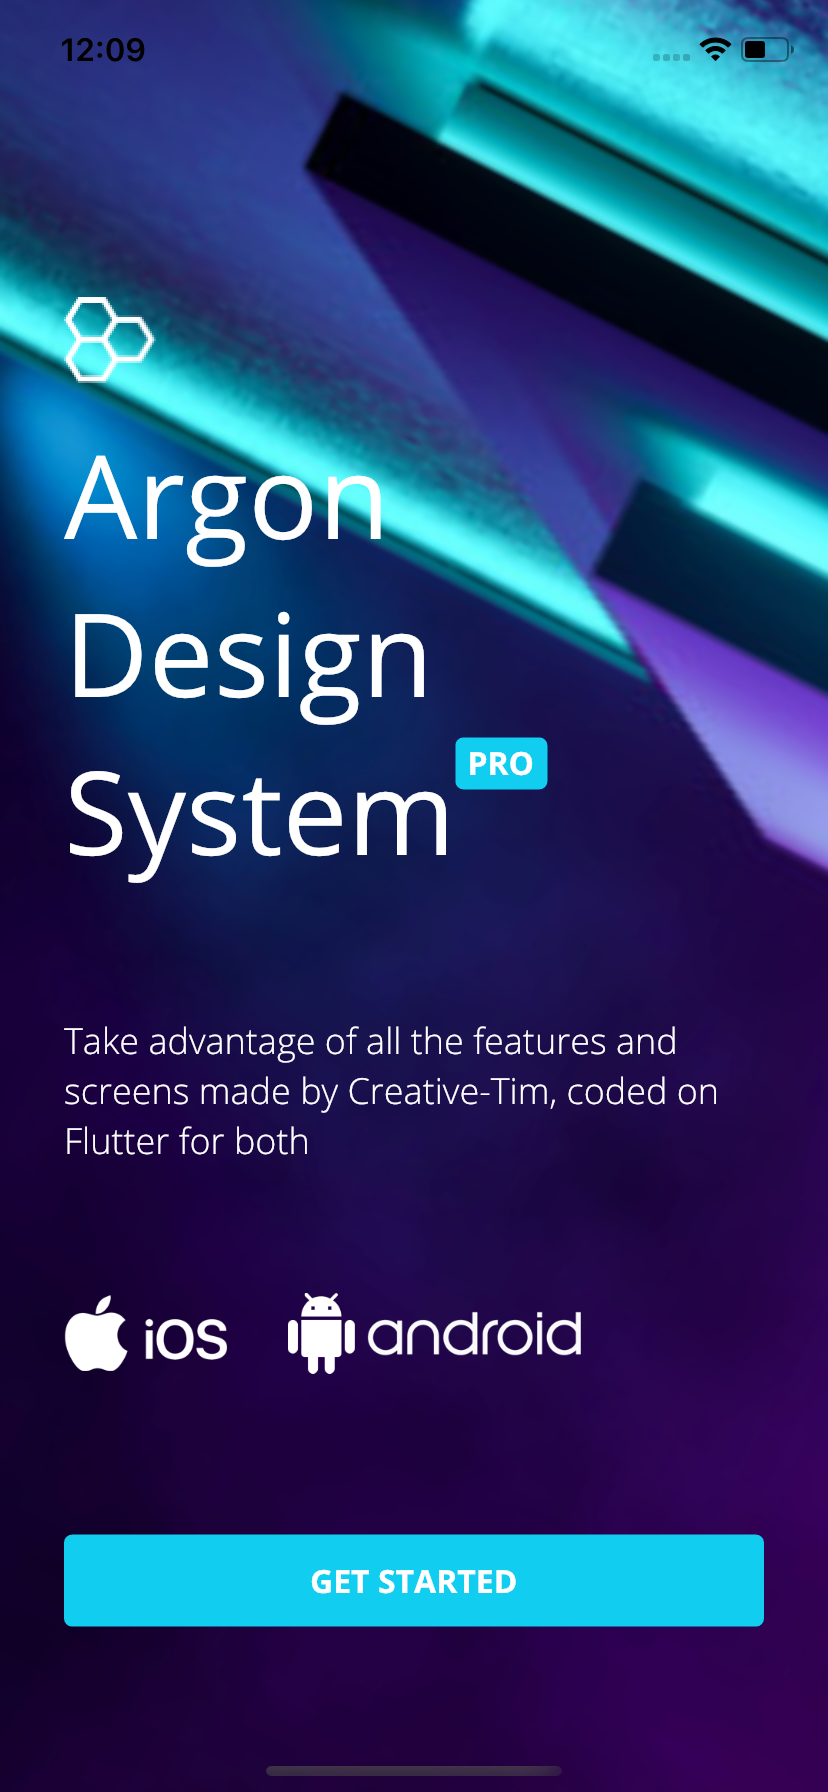 12:09
Argon
Design
System PRO
Take advantage of all the features and
screens made by Creative-Tim, coded on
Flutter for both
iOS android
GET STARTED